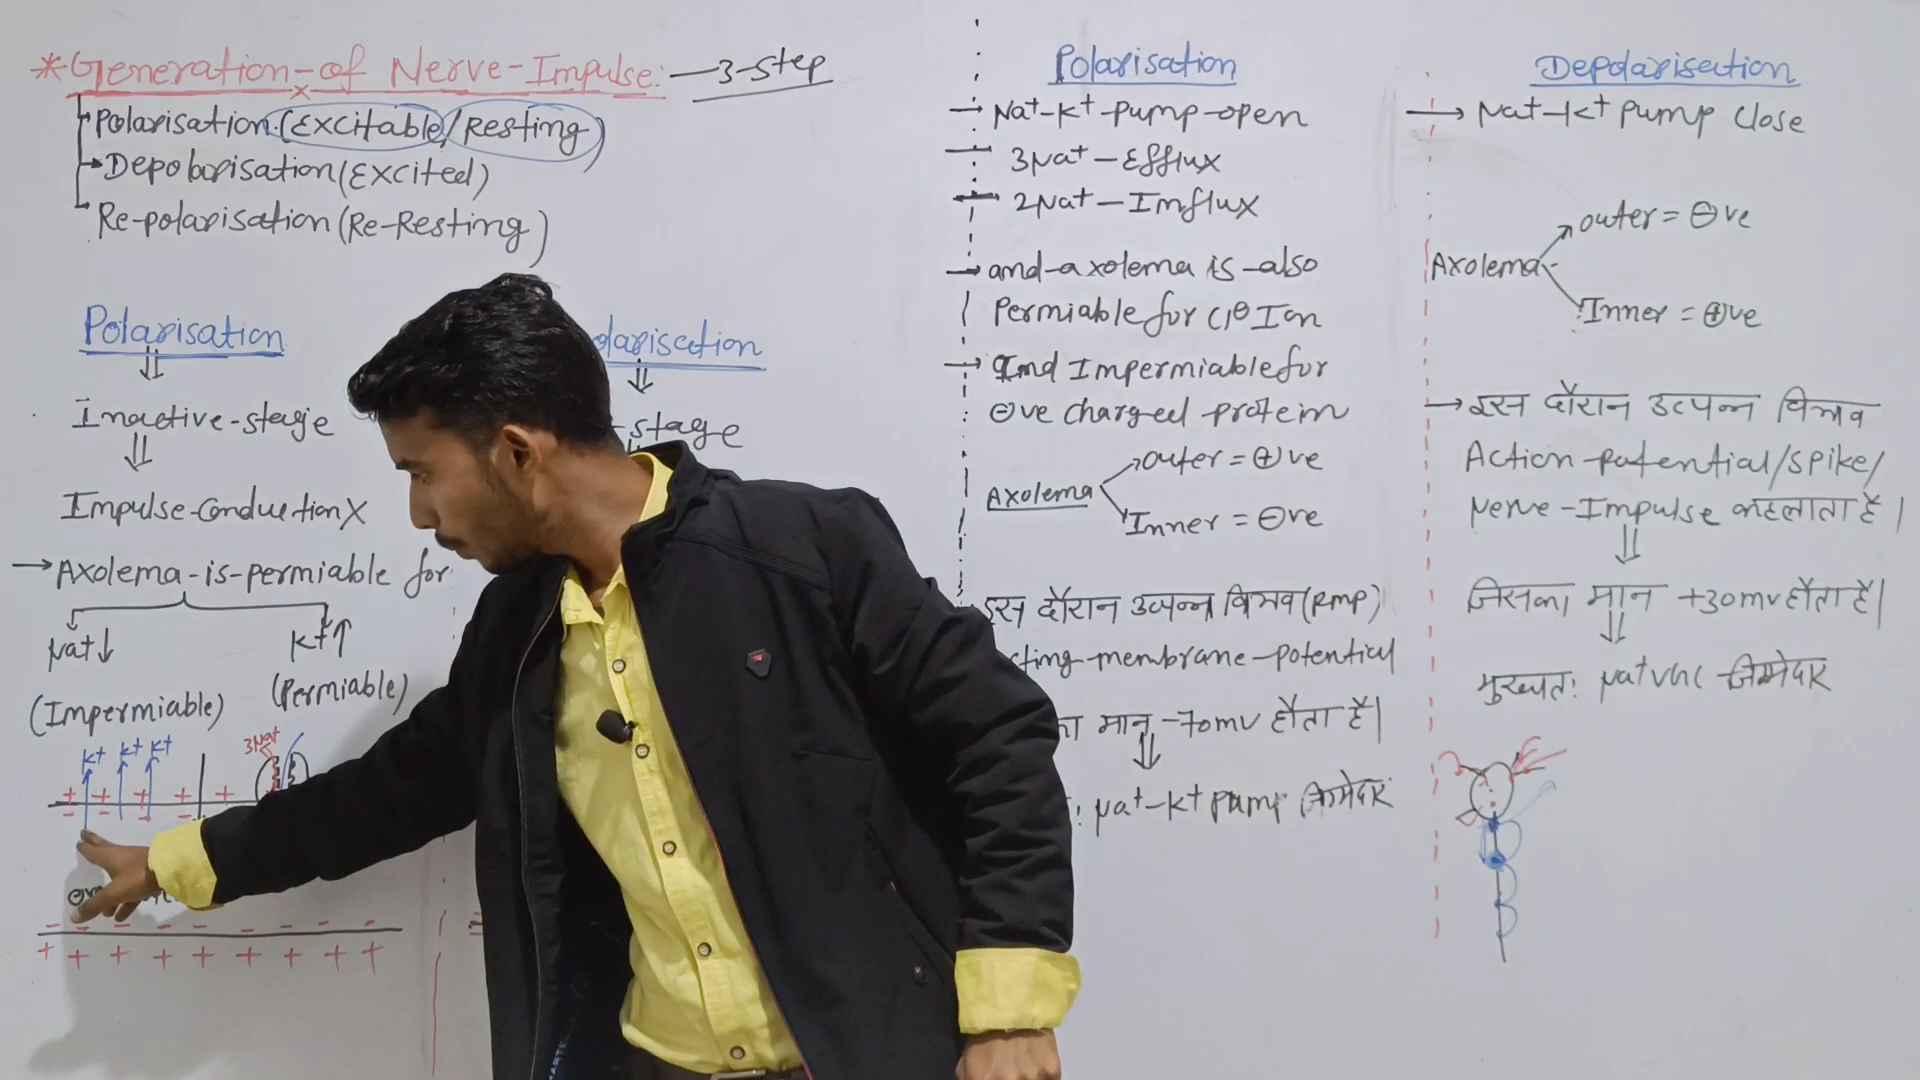 *Generation-of Nerve-Impulse:-3-Step
Polarisation.(Excitable/Resting)
Depolarisation(Excited)
Re-polarisation(Re-Resting)
Polarisation
Inactive-stage
Impulse-ConductionX
→Axolema-is-permiable for
Na+↓ K+↑
(Impermiable) (Permiable)
K+ K+ K+ 3Na+
+ + + + +
- - - -
- - - - - - - -
+ + + + + + + + +
olarisation
-stage
Polarisation
→ Na+-K+-pump-open
3Na+-Efflux
2Na+-Influx
→ and-axolema is-also
Permiable for Cl⊖ Ion
→ and Impermiable for
⊖ve charged protein
Axolema outer = ⊕ve
Inner = ⊖ve
इस दौरान उत्पन्न विभव (RMP)
ting-membrane-potential
का मान -70mv होता है|
: Na+-K+ Pump जिम्मेदार
Depolarisation
→ Na+-K+ Pump Close
Axolema outer = ⊖ve
Inner = ⊕ve
→ इस दौरान उत्पन्न विभव
Action-potential/spike/
Nerve-Impulse कहलाता है|
जिसका मान +30mv होता है|
मुख्यतः Na+VGC जिम्मेदार